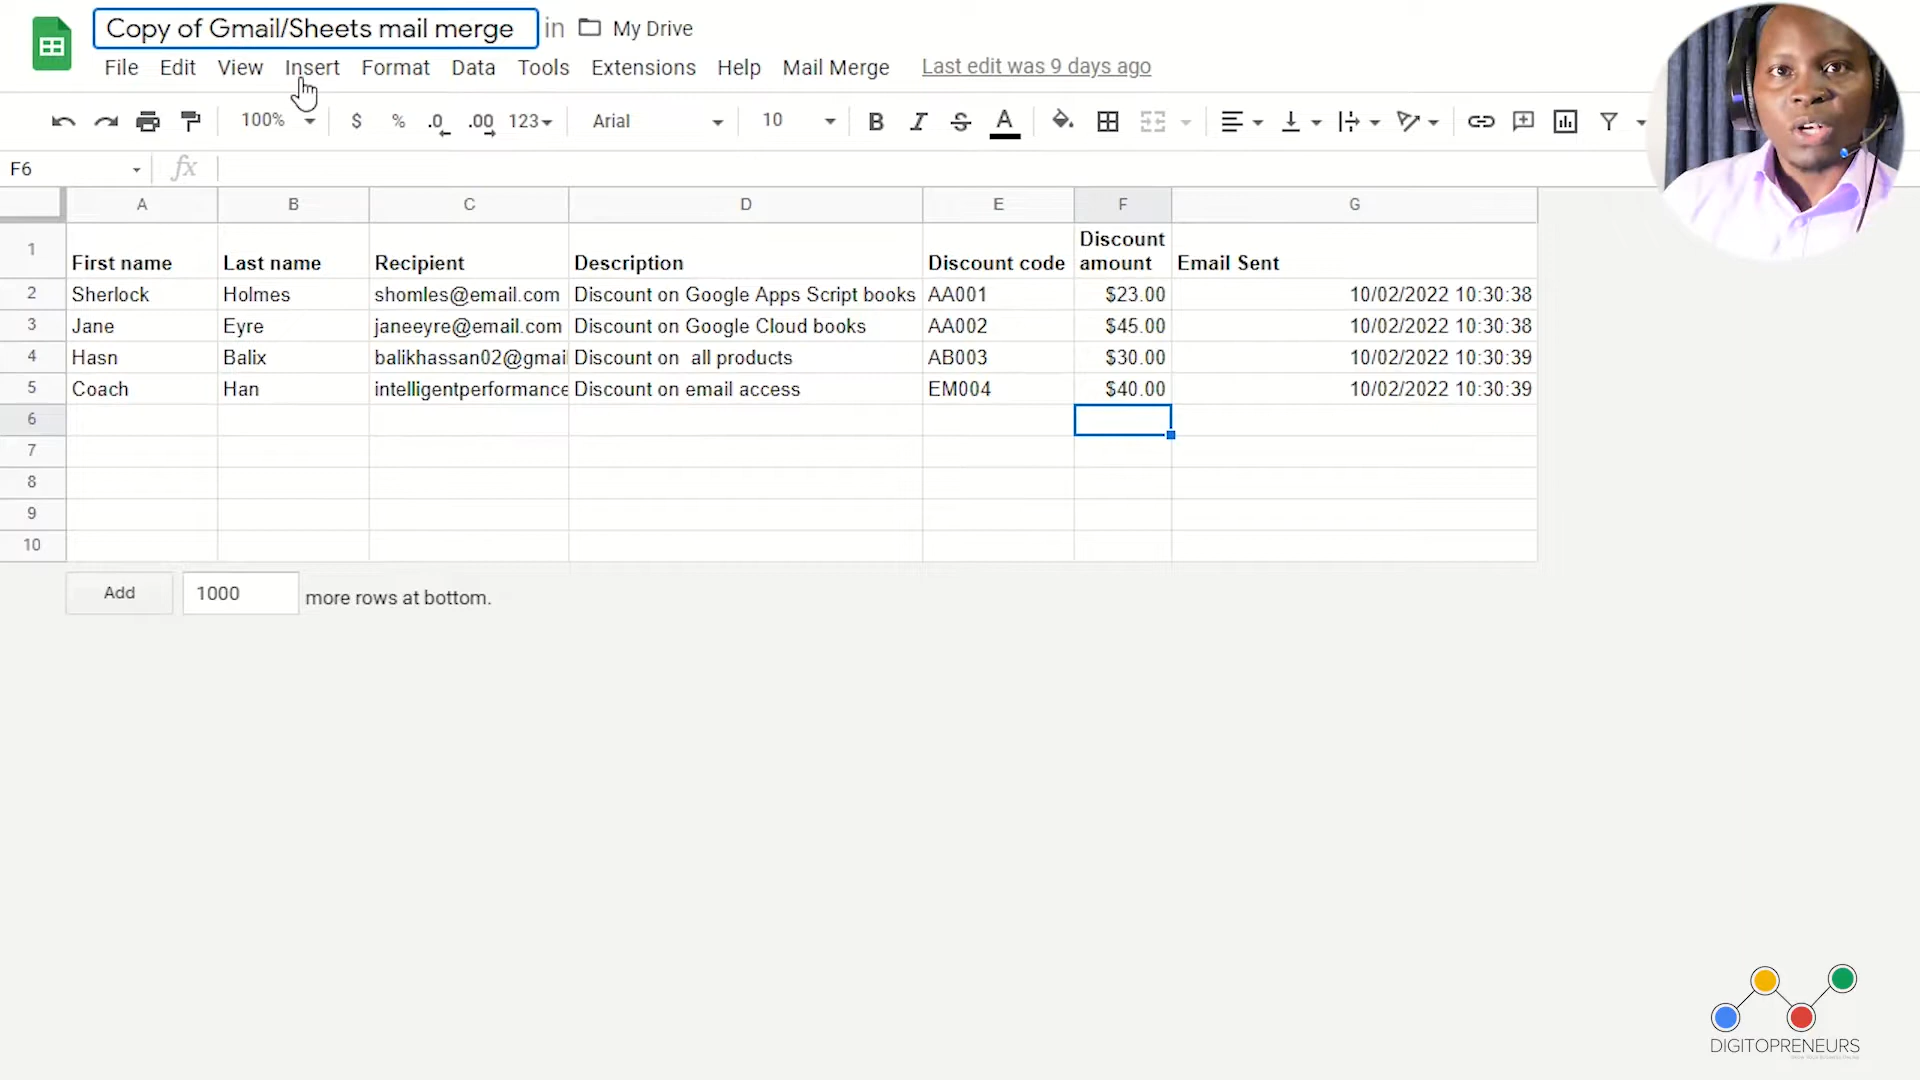 Copy of Gmail/Sheets mail merge in My Drive
File Edit View Insert Format Data Tools Extensions Help Mail Merge Last edit was 9 days ago
100% $ % .0 .00 123 Arial 10 B I S A
F6 fx
A B C D E F G
1 First name Last name Recipient Description Discount code Discount amount Email Sent
2 Sherlock Holmes shomles@email.com Discount on Google Apps Script books AA001 $23.00 10/02/2022 10:30:38
3 Jane Eyre janeeyre@email.com Discount on Google Cloud books AA002 $45.00 10/02/2022 10:30:38
4 Hasn Balix balikhassan02@gmai Discount on all products AB003 $30.00 10/02/2022 10:30:39
5 Coach Han intelligentperformance Discount on email access EM004 $40.00 10/02/2022 10:30:39
6
7
8
9
10
Add 1000 more rows at bottom.
DIGITOPRENEURS